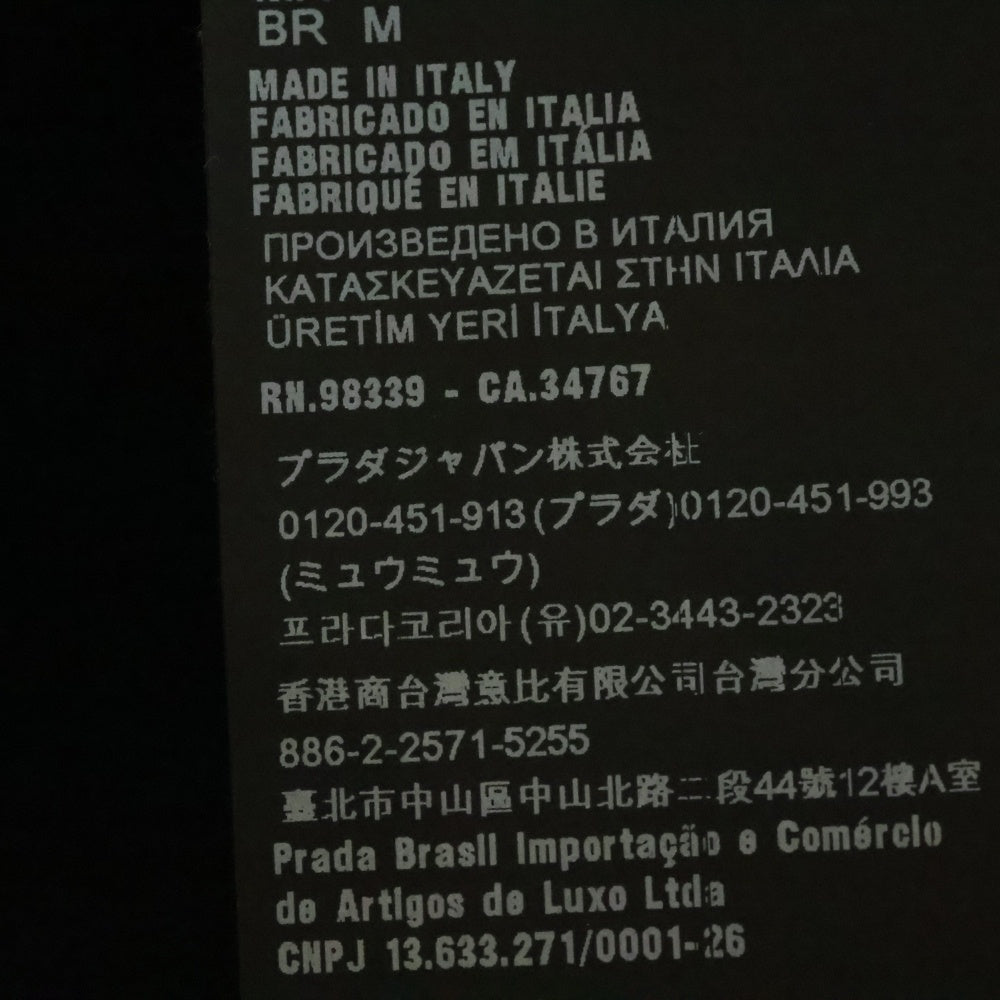 BR M
MADE IN ITALY
FABRICADO EN ITALIA
FABRICADO EM ITÁLIA
FABRIQUÉ EN ITALIE
ПРОИЗВЕДЕНО В ИТАЛИЯ
ΚΑΤΑΣΚΕΥΑΖΕΤΑΙ ΣΤΗΝ ΙΤΑΛΙΑ
ÜRETİM YERİ İTALYA
RN.98339 - CA.34767
プラダジャパン株式会社
0120-451-913(プラダ)0120-451-993
(ミュウミュウ)
프라다코리아(유)02-3443-2323
香港商台灣意比有限公司台灣分公司
886-2-2571-5255
臺北市中山區中山北路二段44號12樓A室
Prada Brasil Importação e Comércio
de Artigos de Luxo Ltda
CNPJ 13.633.271/0001-26